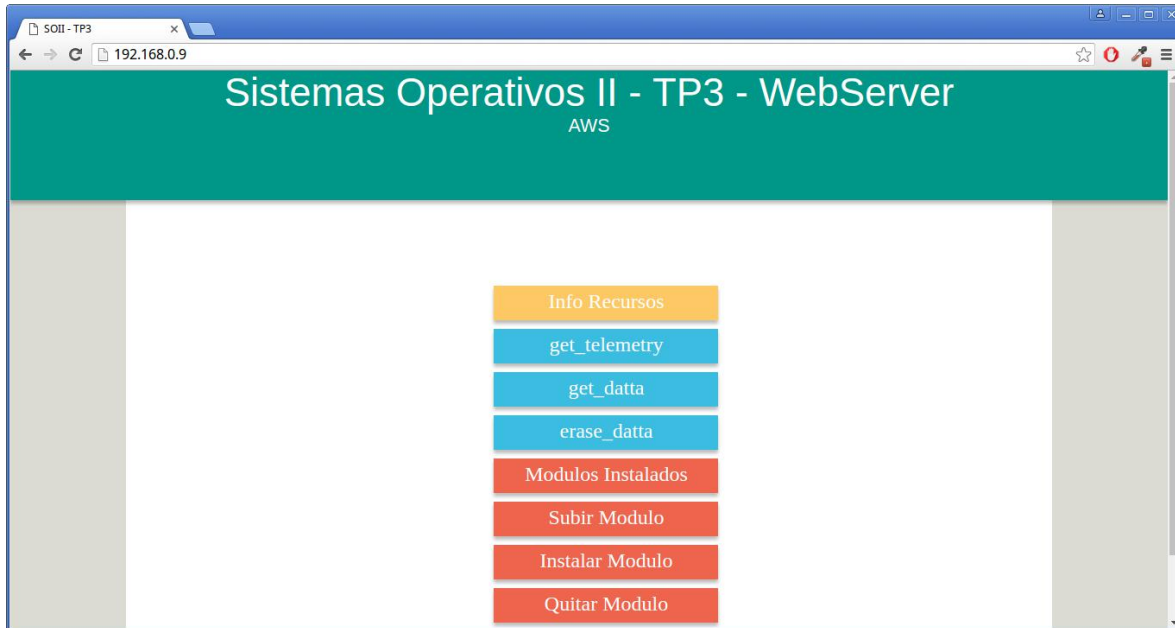 SOII - TP3
192.168.0.9
Sistemas Operativos II - TP3 - WebServer
AWS
Info Recursos
get_telemetry
get_datta
erase_datta
Modulos Instalados
Subir Modulo
Instalar Modulo
Quitar Modulo